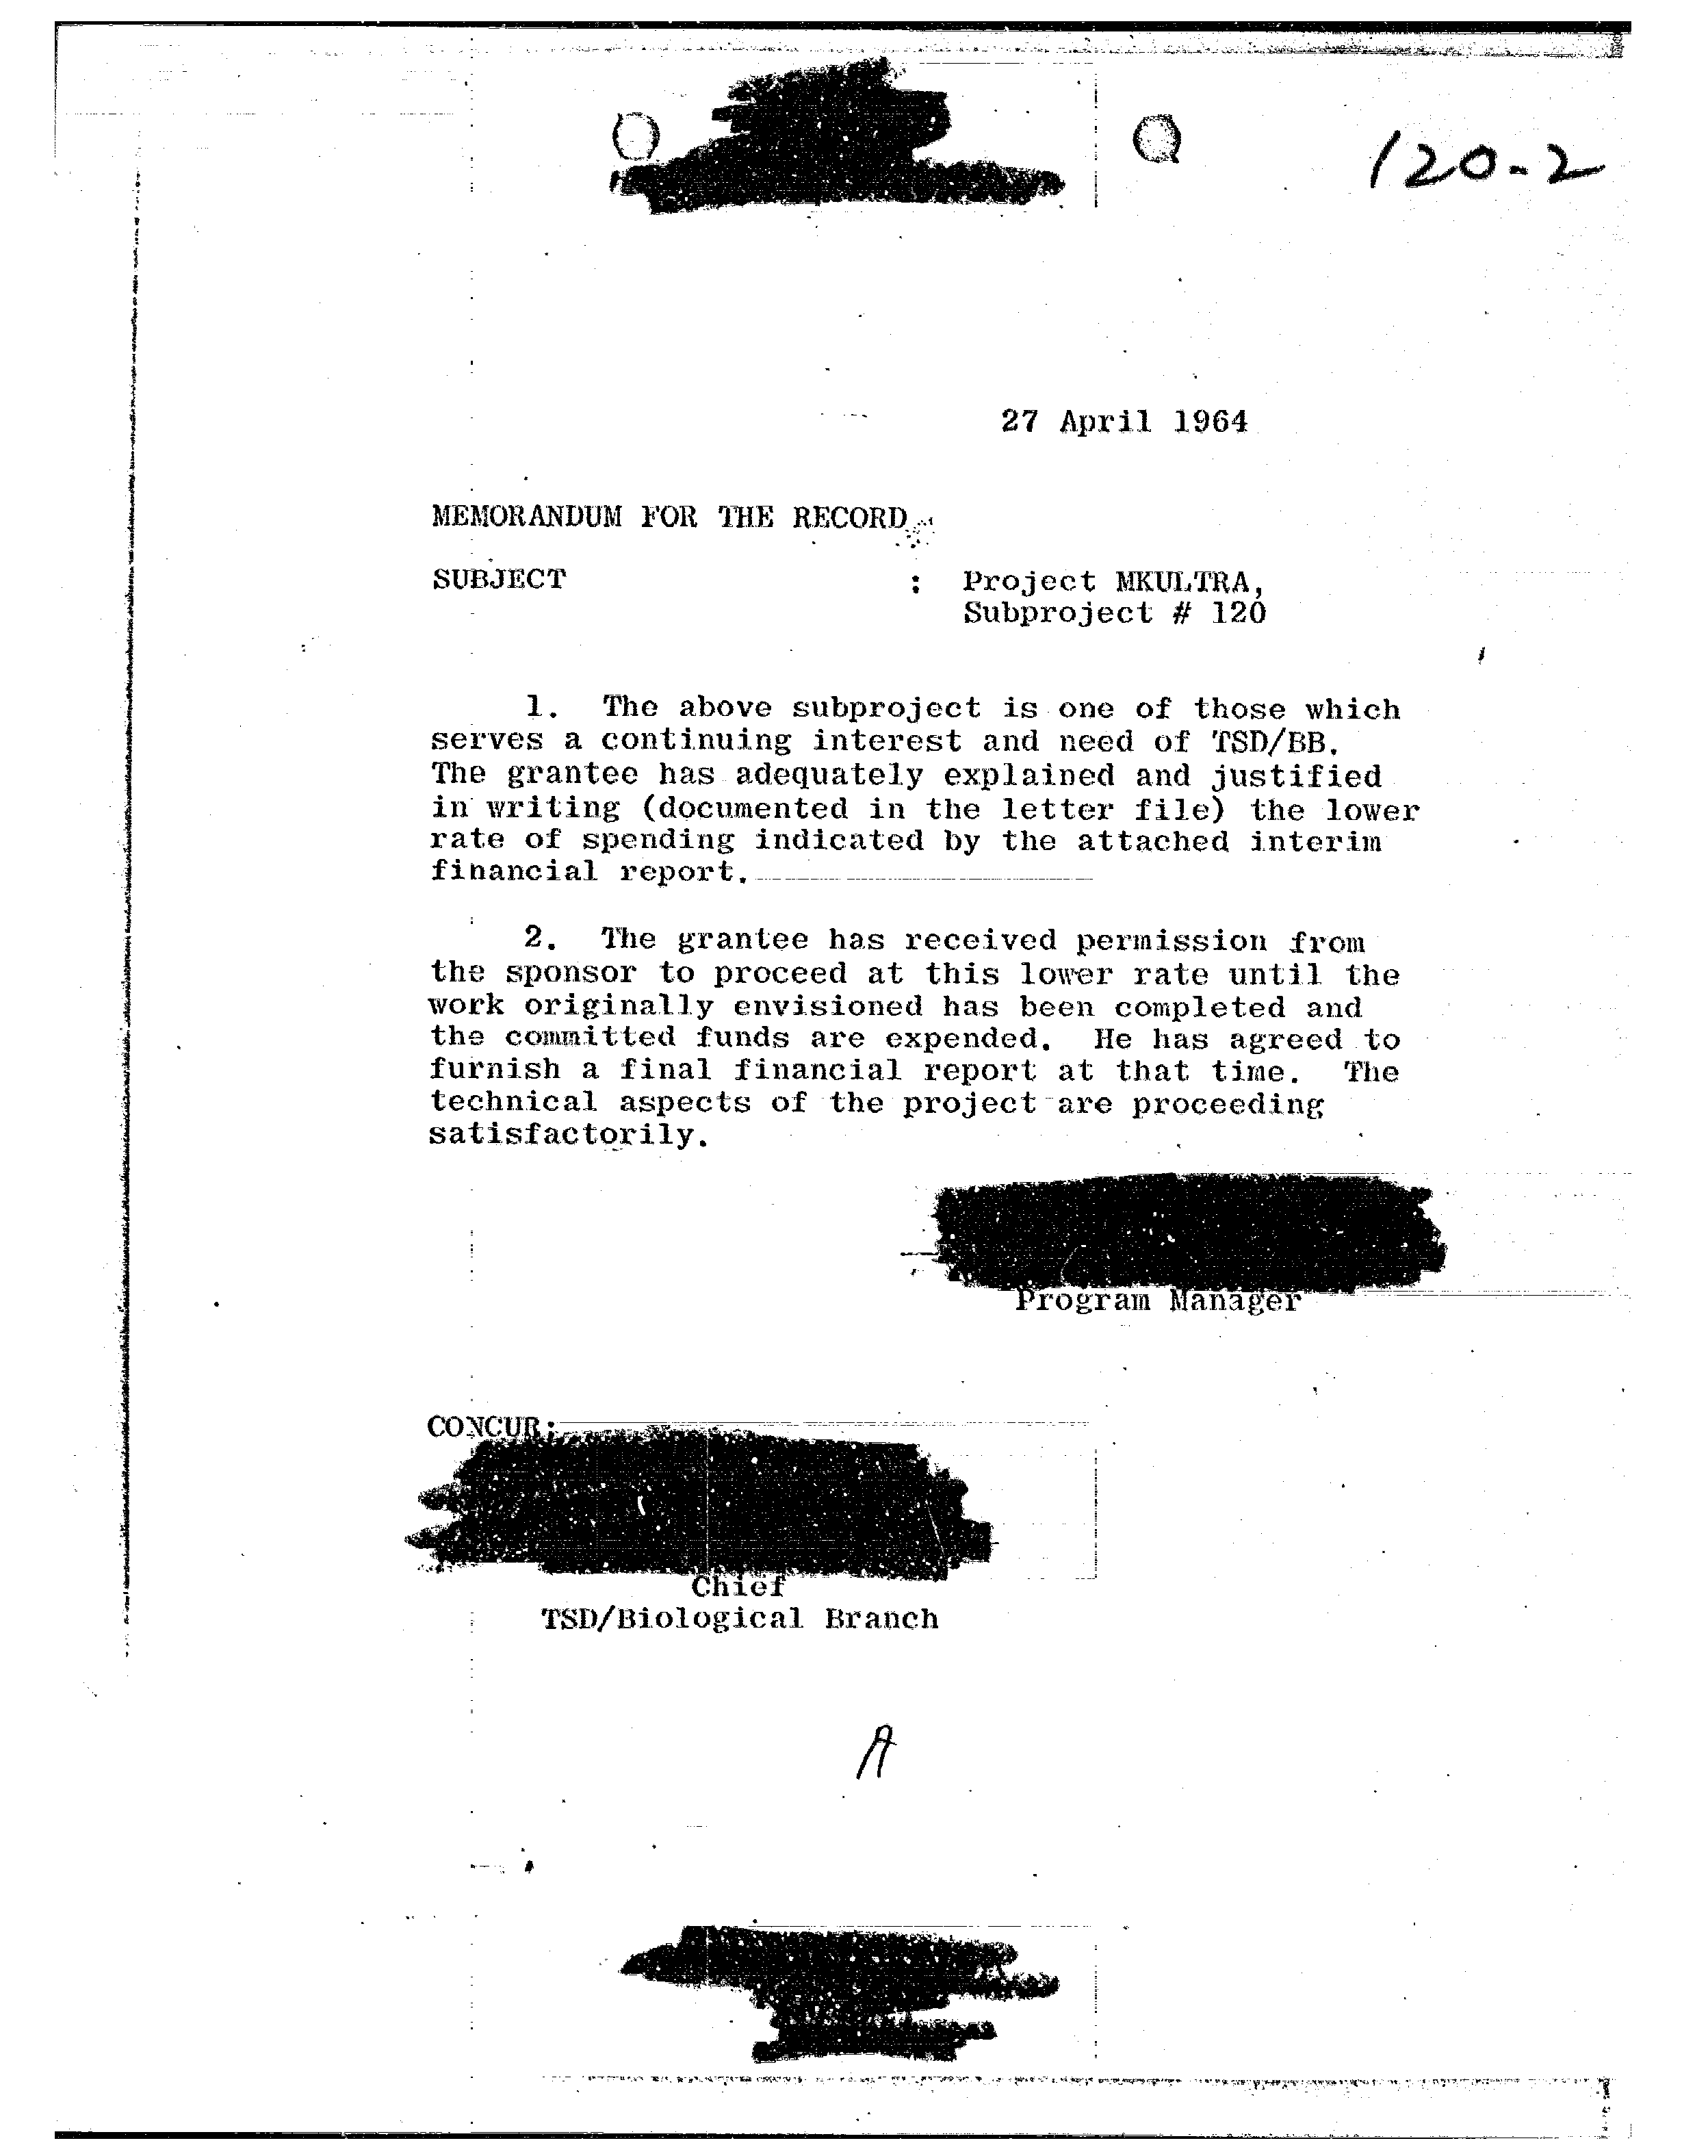 120-2
27 April 1964
MEMORANDUM FOR THE RECORD
SUBJECT : Project MKULTRA,
Subproject # 120
1. The above subproject is one of those which
serves a continuing interest and need of TSD/BB.
The grantee has adequately explained and justified
in writing (documented in the letter file) the lower
rate of spending indicated by the attached interim
financial report.
2. The grantee has received permission from
the sponsor to proceed at this lower rate until the
work originally envisioned has been completed and
the committed funds are expended. He has agreed to
furnish a final financial report at that time. The
technical aspects of the project are proceeding
satisfactorily.
Program Manager
CONCUR:
Chief
TSD/Biological Branch
A